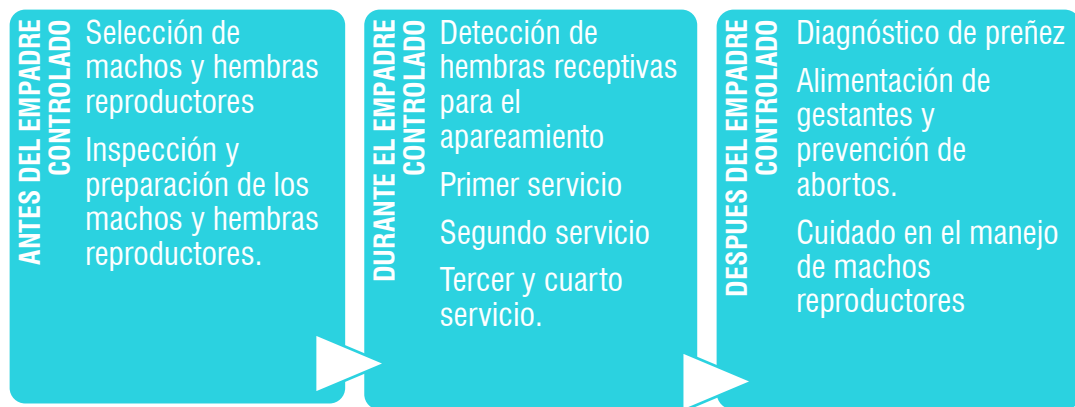 ANTES DEL EMPADRE
CONTROLADO
Selección de
machos y hembras
reproductores
Inspección y
preparación de los
machos y hembras
reproductores.
DURANTE EL EMPADRE
CONTROLADO
Detección de
hembras receptivas
para el
apareamiento
Primer servicio
Segundo servicio
Tercer y cuarto
servicio.
DESPUES DEL EMPADRE
CONTROLADO
Diagnóstico de preñez
Alimentación de
gestantes y
prevención de
abortos.
Cuidado en el manejo
de machos
reproductores